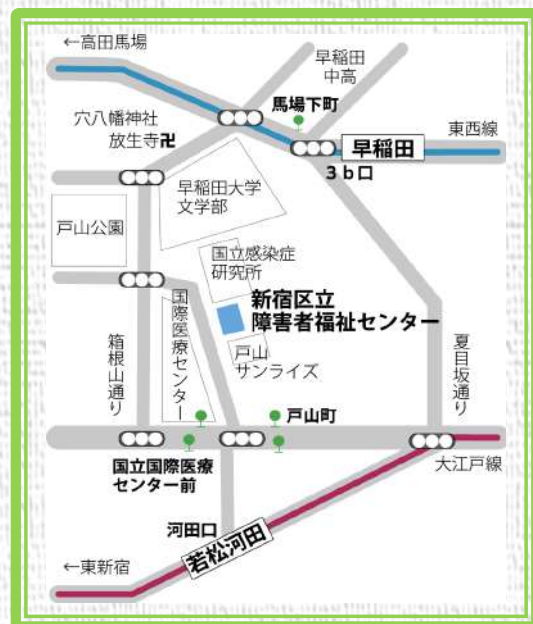 ←高田馬場
早稲田
中高
馬場下町
穴八幡神社
放生寺卍
東西線
早稲田
3b口
早稲田大学
文学部
戸山公園
国立感染症
研究所
新宿区立
障害者福祉センター
国際医療センター
戸山
サンライズ
箱根山通り
夏目坂通り
戸山町
国立国際医療
センター前
大江戸線
河田口
若松河田
←東新宿